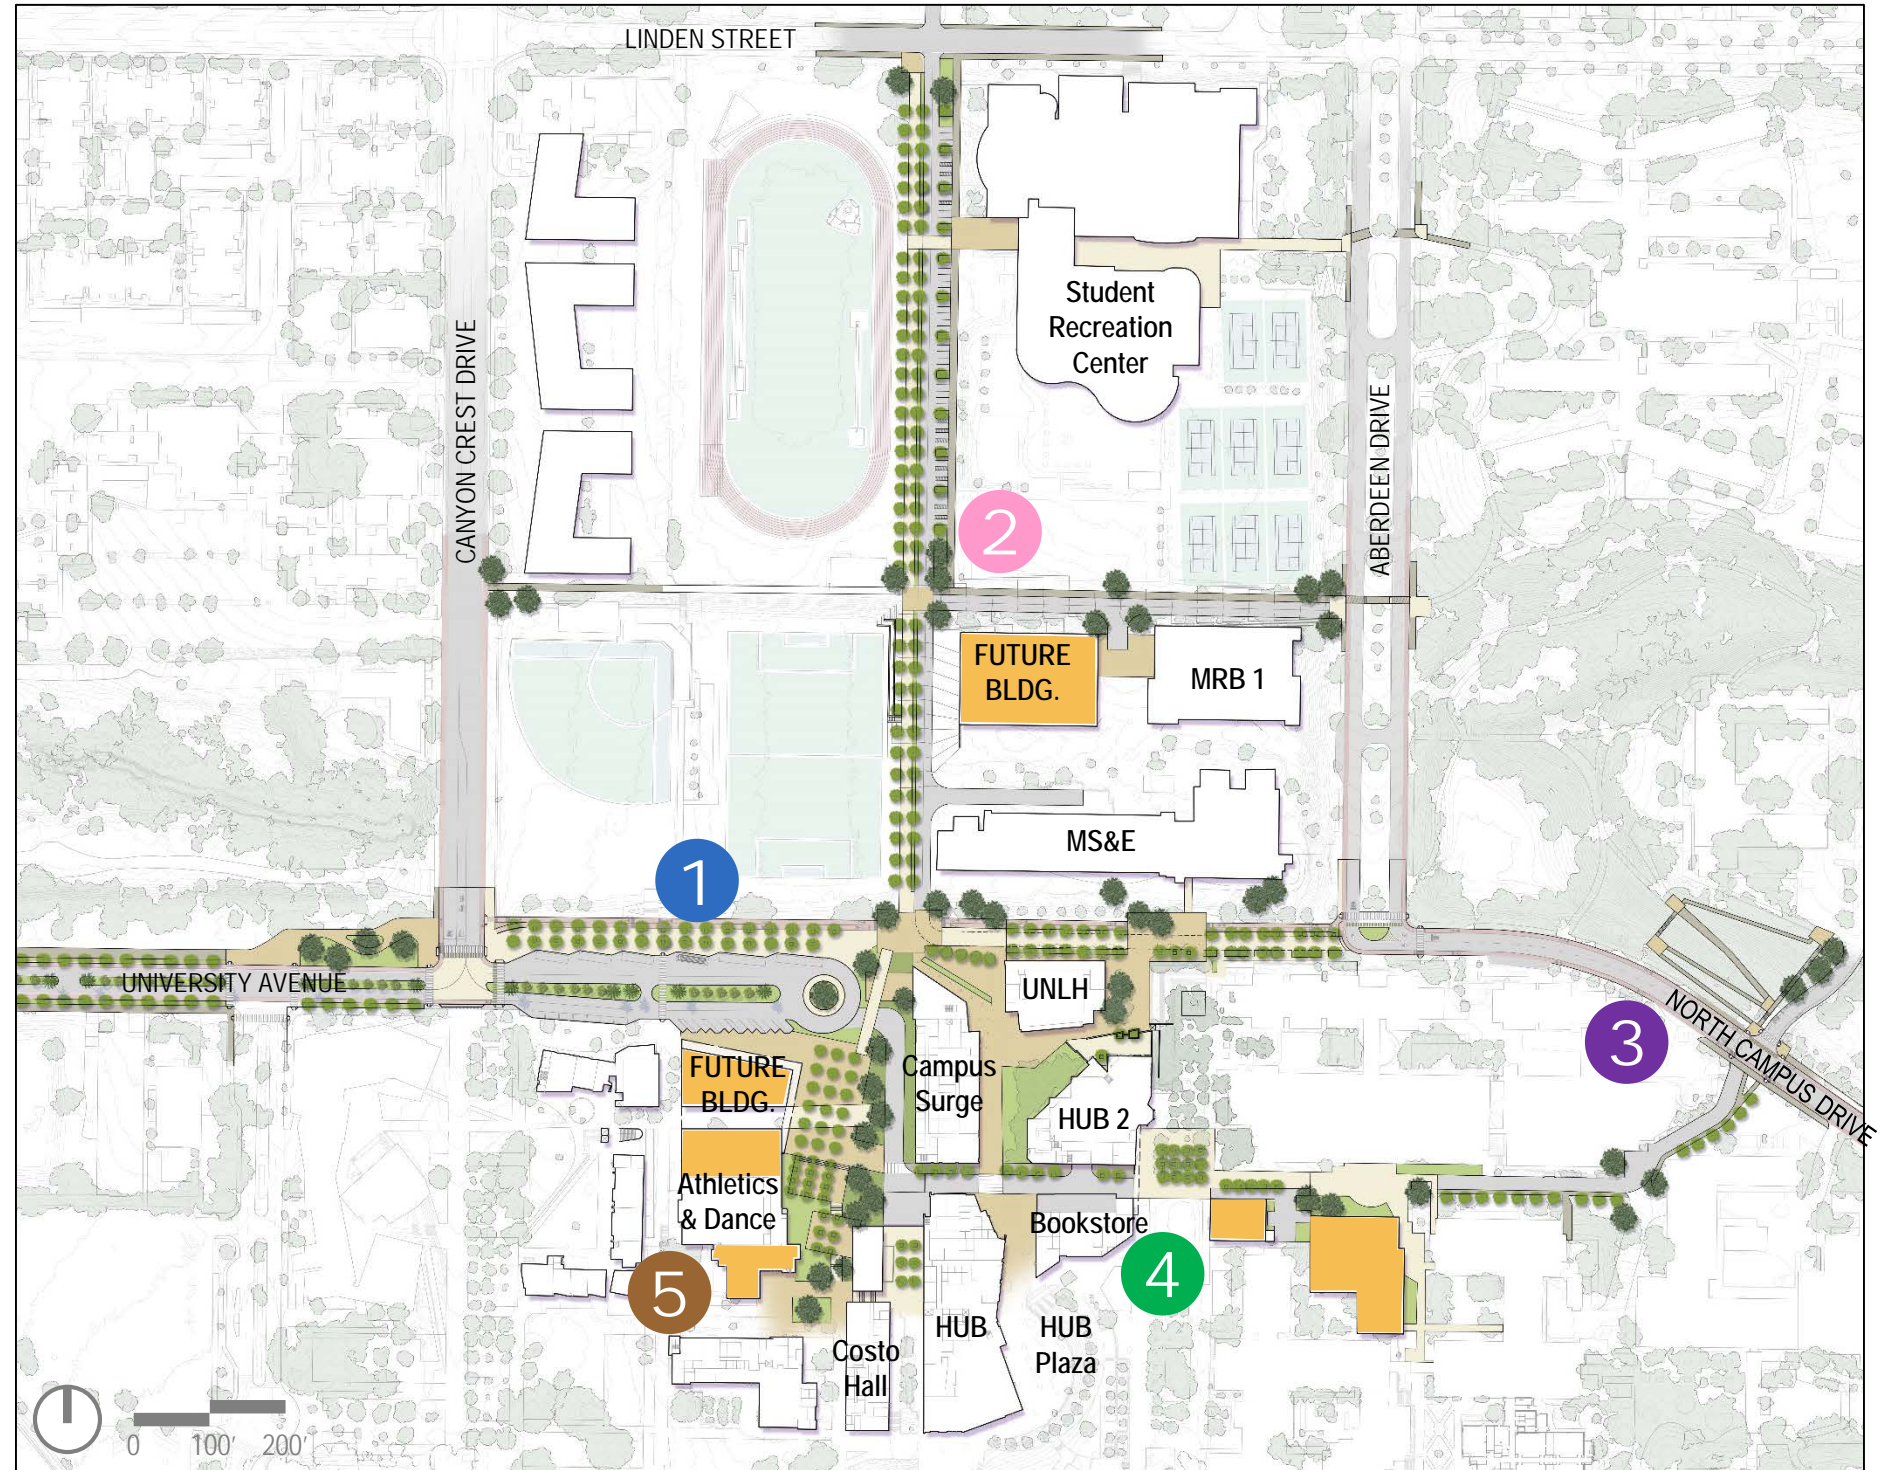 LINDEN STREET
CANYON CREST DRIVE
Student
Recreation
Center
ABERDEEN DRIVE
2
FUTURE
BLDG.
MRB 1
1
MS&E
UNIVERSITY AVENUE
UNLH
NORTH CAMPUS DRIVE
3
FUTURE
BLDG.
Campus
Surge
HUB 2
Athletics
& Dance
Bookstore
4
5
HUB
HUB
Plaza
Costo
Hall
0 100' 200'